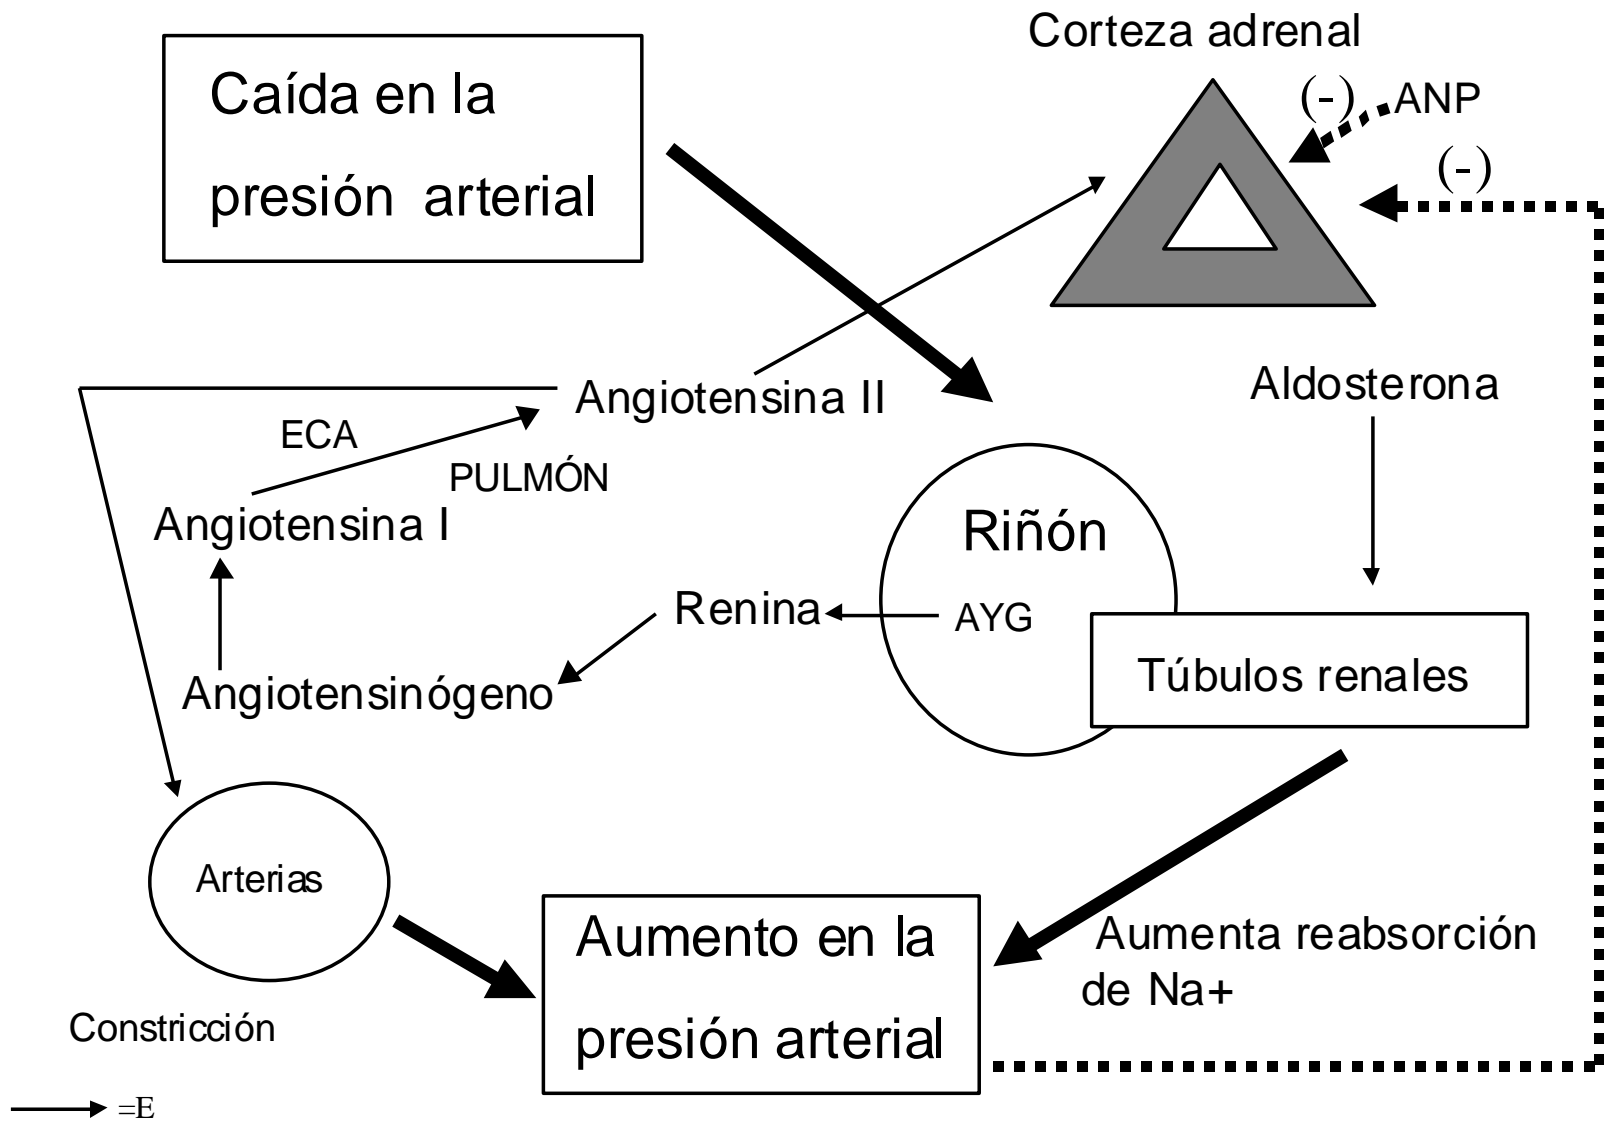 Corteza adrenal
Caída en la
presión arterial
(-)
ANP
(-)
Angiotensina II
Aldosterona
ECA
PULMÓN
Angiotensina I
Riñón
Renina
AYG
Túbulos renales
Angiotensinógeno
Arterias
Aumento en la
presión arterial
Aumenta reabsorción
de Na+
Constricción
=E